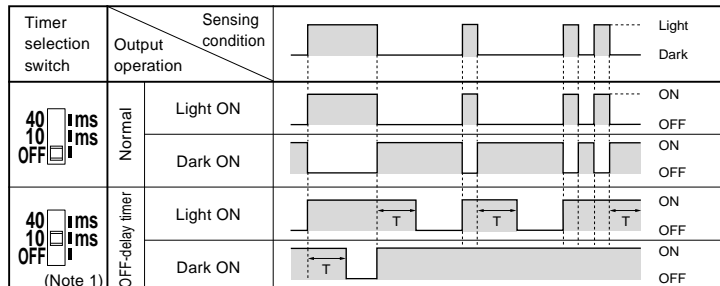 Timer
selection
switch
Sensing
condition
Output
operation
Light
Dark
40 ms
10 ms
OFF
Normal
Light ON
ON
OFF
Dark ON
ON
OFF
40 ms
10 ms
OFF
(Note 1)
OFF-delay timer
Light ON
T
T
T
ON
OFF
Dark ON
T
ON
OFF